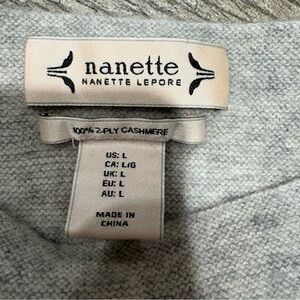 nanette
NANETTE LEPORE
100% 2-PLY CASHMERE
US: L
CA: L/G
UK: L
EU: L
AU: L
MADE IN
CHINA